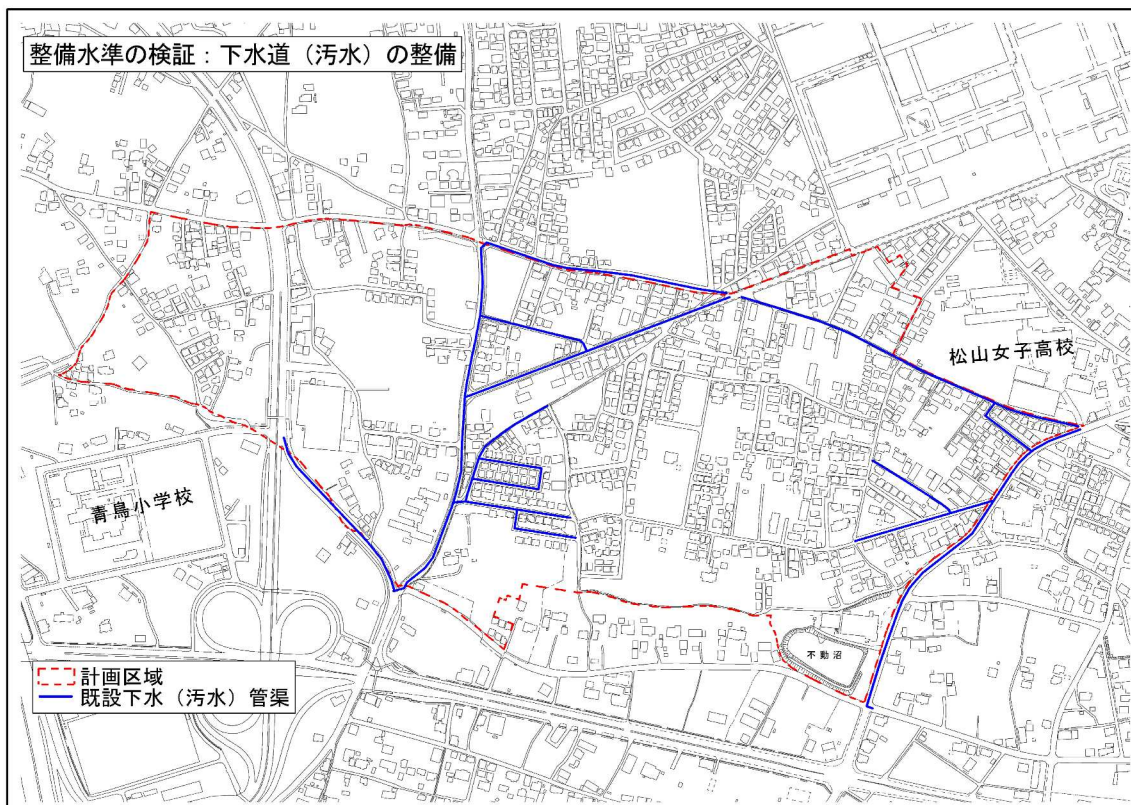 整備水準の検証：下水道（汚水）の整備
松山女子高校
青鳥小学校
不動沼
計画区域
既設下水（汚水）管渠